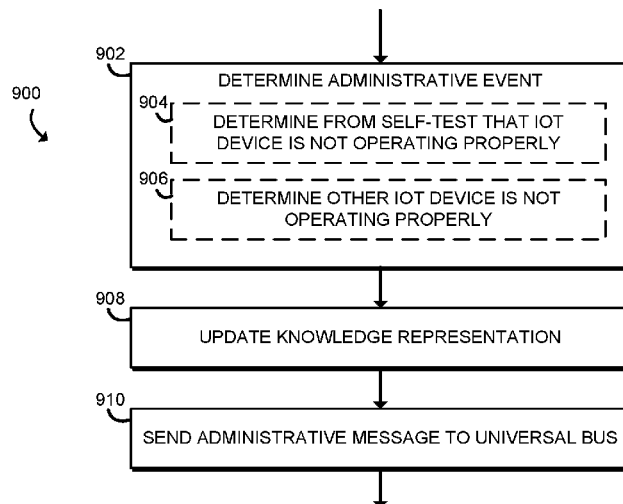 902
DETERMINE ADMINISTRATIVE EVENT
900
904
DETERMINE FROM SELF-TEST THAT IOT
DEVICE IS NOT OPERATING PROPERLY
906
DETERMINE OTHER IOT DEVICE IS NOT
OPERATING PROPERLY
908
UPDATE KNOWLEDGE REPRESENTATION
910
SEND ADMINISTRATIVE MESSAGE TO UNIVERSAL BUS